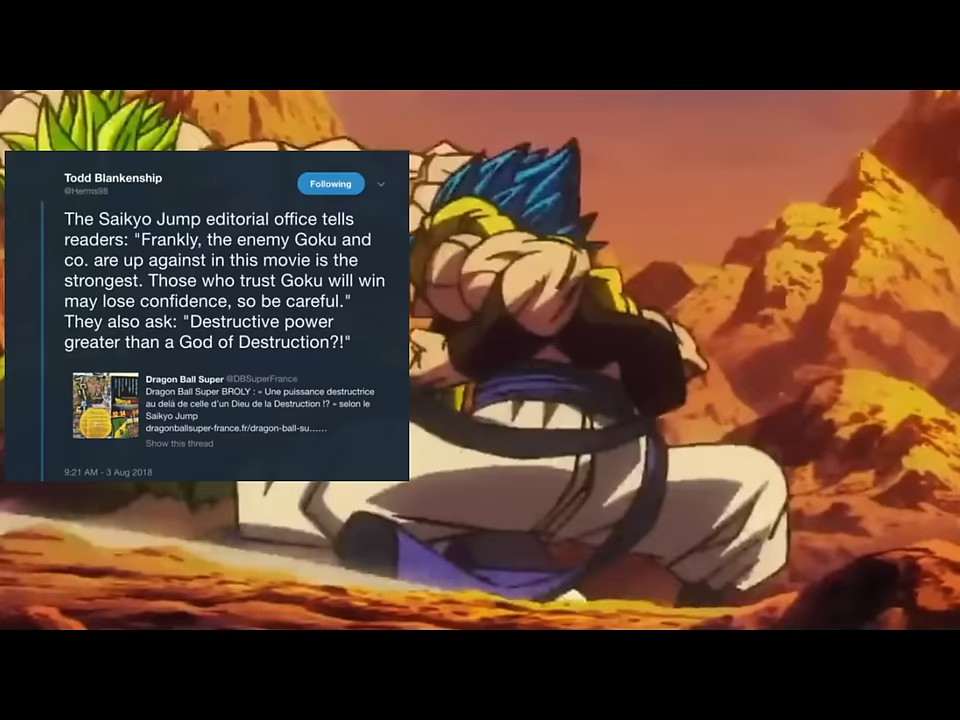 Todd Blankenship
@Herms98
Following
The Saikyo Jump editorial office tells
readers: "Frankly, the enemy Goku and
co. are up against in this movie is the
strongest. Those who trust Goku will win
may lose confidence, so be careful."
They also ask: "Destructive power
greater than a God of Destruction?!"
Dragon Ball Super @DBSuperFrance
Dragon Ball Super BROLY : « Une puissance destructrice
au delà de celle d'un Dieu de la Destruction !? » selon le
Saikyo Jump
dragonballsuper-france.fr/dragon-ball-su……
Show this thread
9:21 AM - 3 Aug 2018